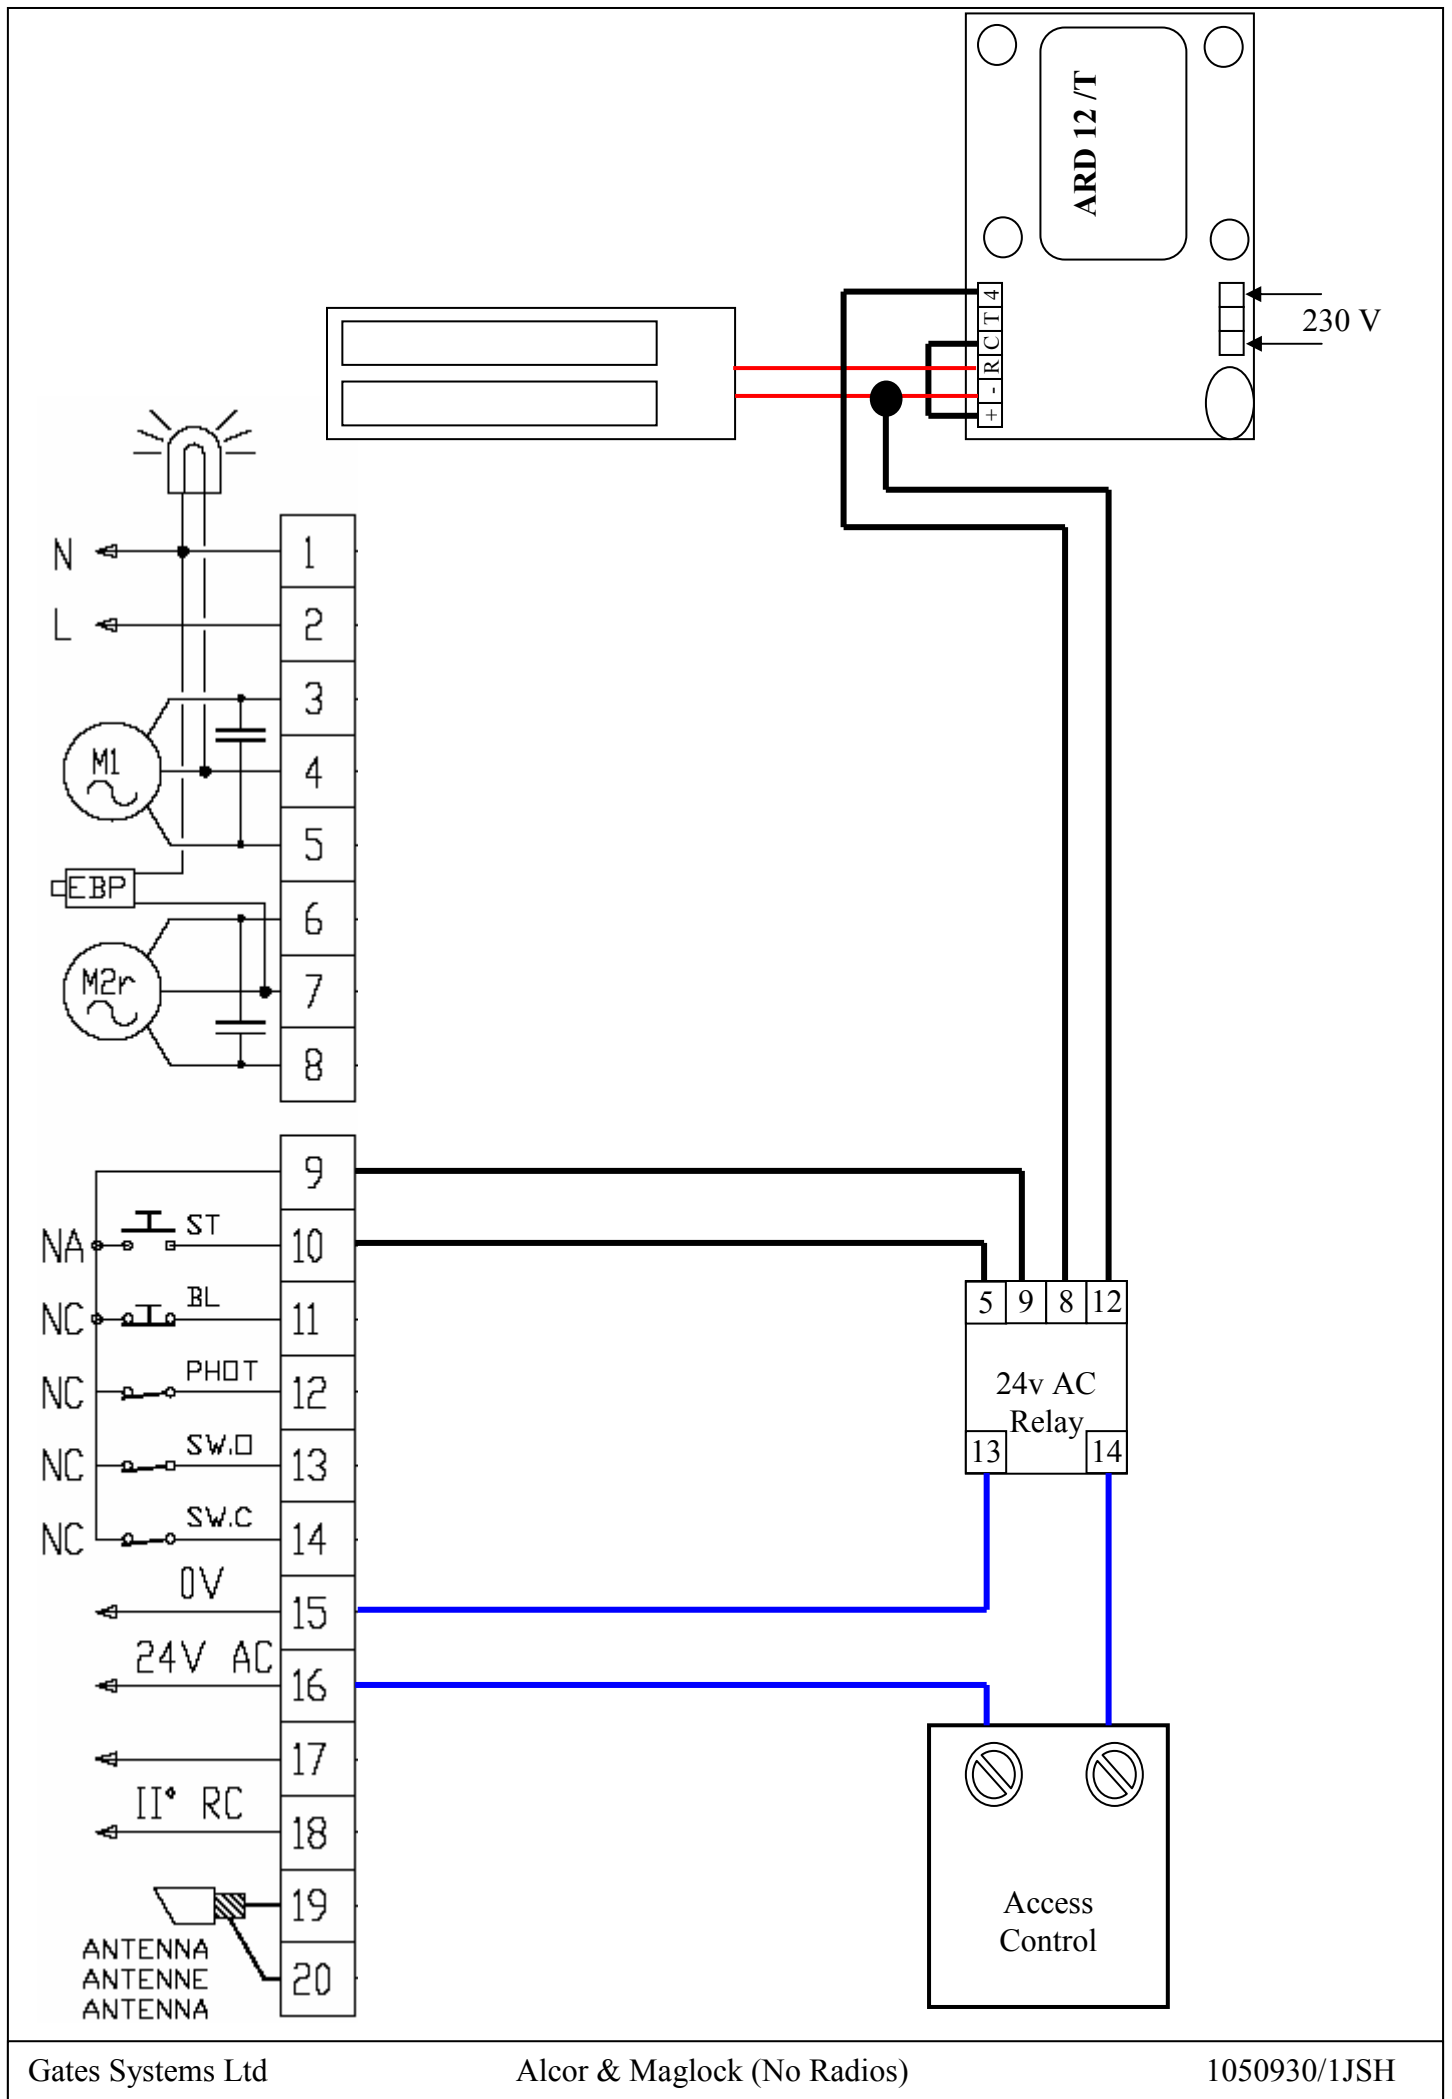 ARD 12 /T
4
T
C
R
-
+
230 V
N
1
L
2
3
M1
4
5
EBP
6
M2r
7
8
9
NA
ST
10
NC
BL
11
NC
PHOT
12
NC
SW.O
13
NC
SW.C
14
0V
15
24V AC
16
17
II° RC
18
19
20
ANTENNA
ANTENNE
ANTENNA
5 9 8 12
24v AC
Relay
13 14
Access
Control
Gates Systems Ltd
Alcor & Maglock (No Radios)
1050930/1JSH